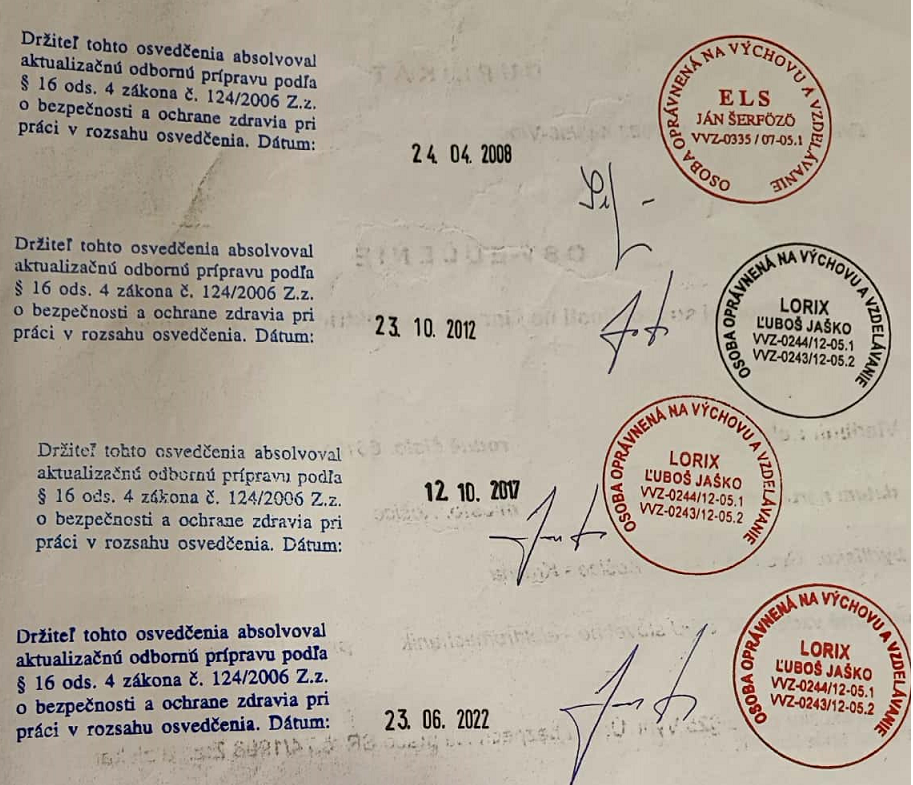 Držiteľ tohto osvedčenia absolvoval
aktualizačnú odbornú prípravu podľa
§ 16 ods. 4 zákona č. 124/2006 Z.z.
o bezpečnosti a ochrane zdravia pri
práci v rozsahu osvedčenia. Dátum:
24. 04. 2008
OSOBA OPRÁVNENÁ NA VÝCHOVU A VZDELÁVANIE
ELS
JÁN ŠERFÖZÖ
VVZ-0335 / 07-05.1
Držiteľ tohto osvedčenia absolvoval
aktualizačnú odbornú prípravu podľa
§ 16 ods. 4 zákona č. 124/2006 Z.z.
o bezpečnosti a ochrane zdravia pri
práci v rozsahu osvedčenia. Dátum:
23. 10. 2012
OSOBA OPRÁVNENÁ NA VÝCHOVU A VZDELÁVANIE
LORIX
ĽUBOŠ JAŠKO
VVZ-0244/12-05.1
VVZ-0243/12-05.2
Držiteľ tohto osvedčenia absolvoval
aktualizačnú odbornú prípravu podľa
§ 16 ods. 4 zákona č. 124/2006 Z.z.
o bezpečnosti a ochrane zdravia pri
práci v rozsahu osvedčenia. Dátum:
12. 10. 2017
OSOBA OPRÁVNENÁ NA VÝCHOVU A VZDELÁVANIE
LORIX
ĽUBOŠ JAŠKO
VVZ-0244/12-05.1
VVZ-0243/12-05.2
Držiteľ tohto osvedčenia absolvoval
aktualizačnú odbornú prípravu podľa
§ 16 ods. 4 zákona č. 124/2006 Z.z.
o bezpečnosti a ochrane zdravia pri
práci v rozsahu osvedčenia. Dátum:
23. 06. 2022
OSOBA OPRÁVNENÁ NA VÝCHOVU A VZDELÁVANIE
LORIX
ĽUBOŠ JAŠKO
VVZ-0244/12-05.1
VVZ-0243/12-05.2